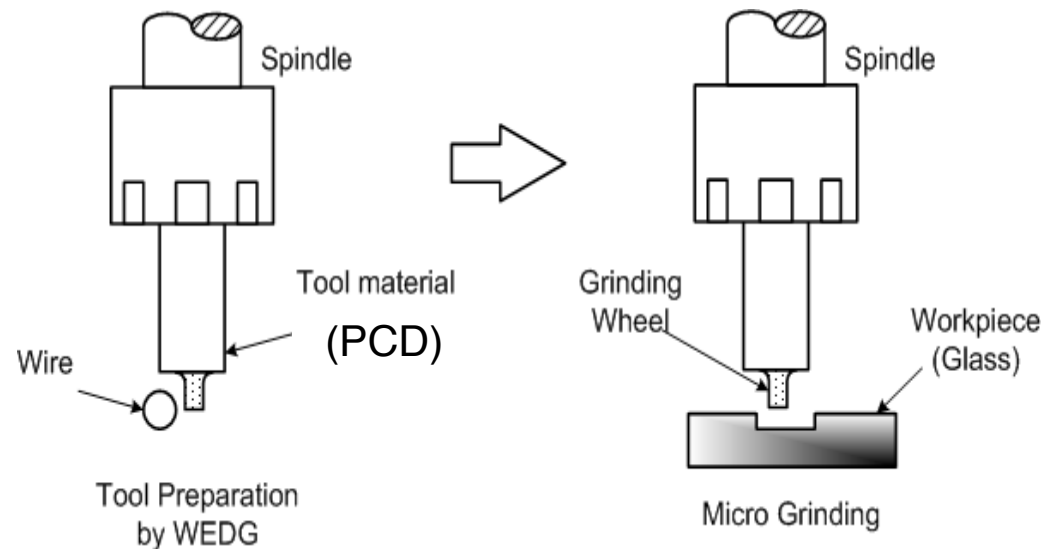 Spindle
Tool material
(PCD)
Wire
Tool Preparation
by WEDG
Spindle
Grinding
Wheel
Workpiece
(Glass)
Micro Grinding